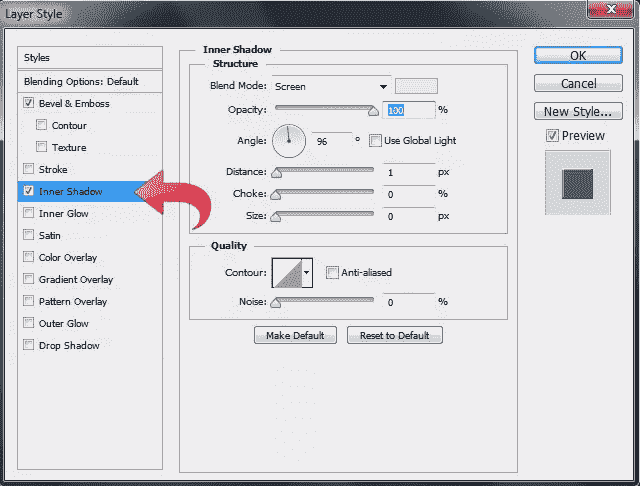 Layer Style
Styles
Blending Options: Default
Bevel & Emboss
Contour
Texture
Stroke
Inner Shadow
Inner Glow
Satin
Color Overlay
Gradient Overlay
Pattern Overlay
Outer Glow
Drop Shadow
Inner Shadow
Structure
Blend Mode: Screen
Opacity: 100 %
Angle: 96 ° Use Global Light
Distance: 1 px
Choke: 0 %
Size: 0 px
Quality
Contour: Anti-aliased
Noise: 0 %
Make Default Reset to Default
OK
Cancel
New Style...
Preview